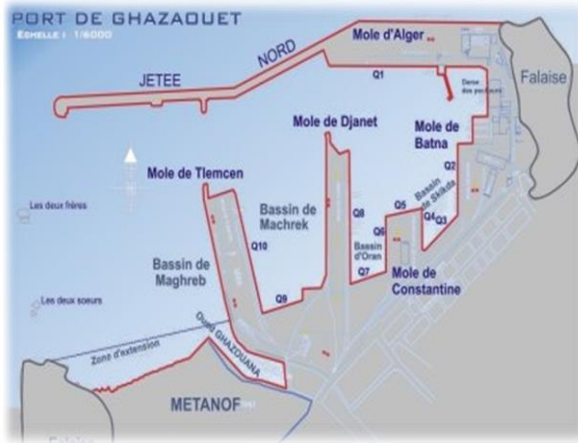 PORT DE GHAZAOUET
ECHELLE : 1/6000
JETEE
NORD
Mole d'Alger
Falaise
Q1
Dame
des pecheurs
Mole de Djanet
Mole de
Batna
Mole de Tlemcen
Q2
Les deux frères
Bassin de
Machrek
Q8
Q5
Bassin
de Skikda
Q4
Q3
Q6
Q10
Bassin
d'Oran
Bassin de
Maghreb
Q7
Mole de
Constantine
Q9
Les deux soeurs
Oued GHAZOUANA
Zone d'extension
METANOF
Falaise